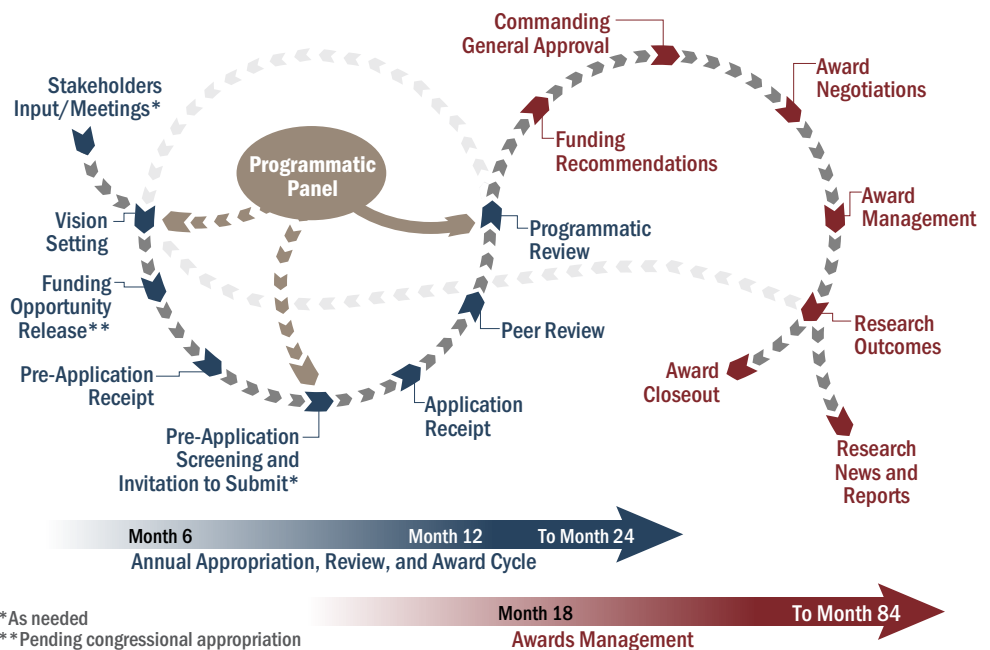 Stakeholders
Input/Meetings*
Vision
Setting
Funding
Opportunity
Release**
Pre-Application
Receipt
Pre-Application
Screening and
Invitation to Submit*
Application
Receipt
Peer Review
Programmatic
Review
Programmatic
Panel
Funding
Recommendations
Commanding
General Approval
Award
Negotiations
Award
Management
Research
Outcomes
Award
Closeout
Research
News and
Reports
Month 6 Month 12 To Month 24
Annual Appropriation, Review, and Award Cycle
Month 18 To Month 84
Awards Management
*As needed
**Pending congressional appropriation